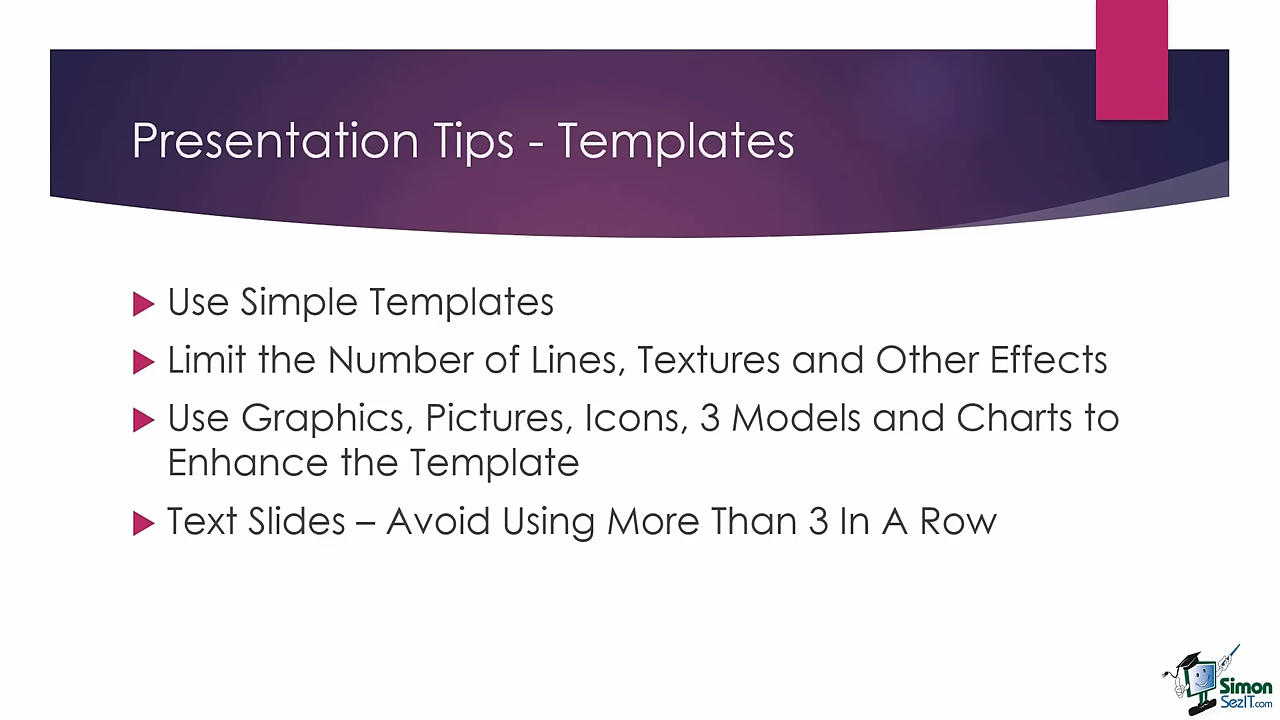 Presentation Tips - Templates
Use Simple Templates
Limit the Number of Lines, Textures and Other Effects
Use Graphics, Pictures, Icons, 3 Models and Charts to
Enhance the Template
Text Slides – Avoid Using More Than 3 In A Row
Simon
SezIT.com